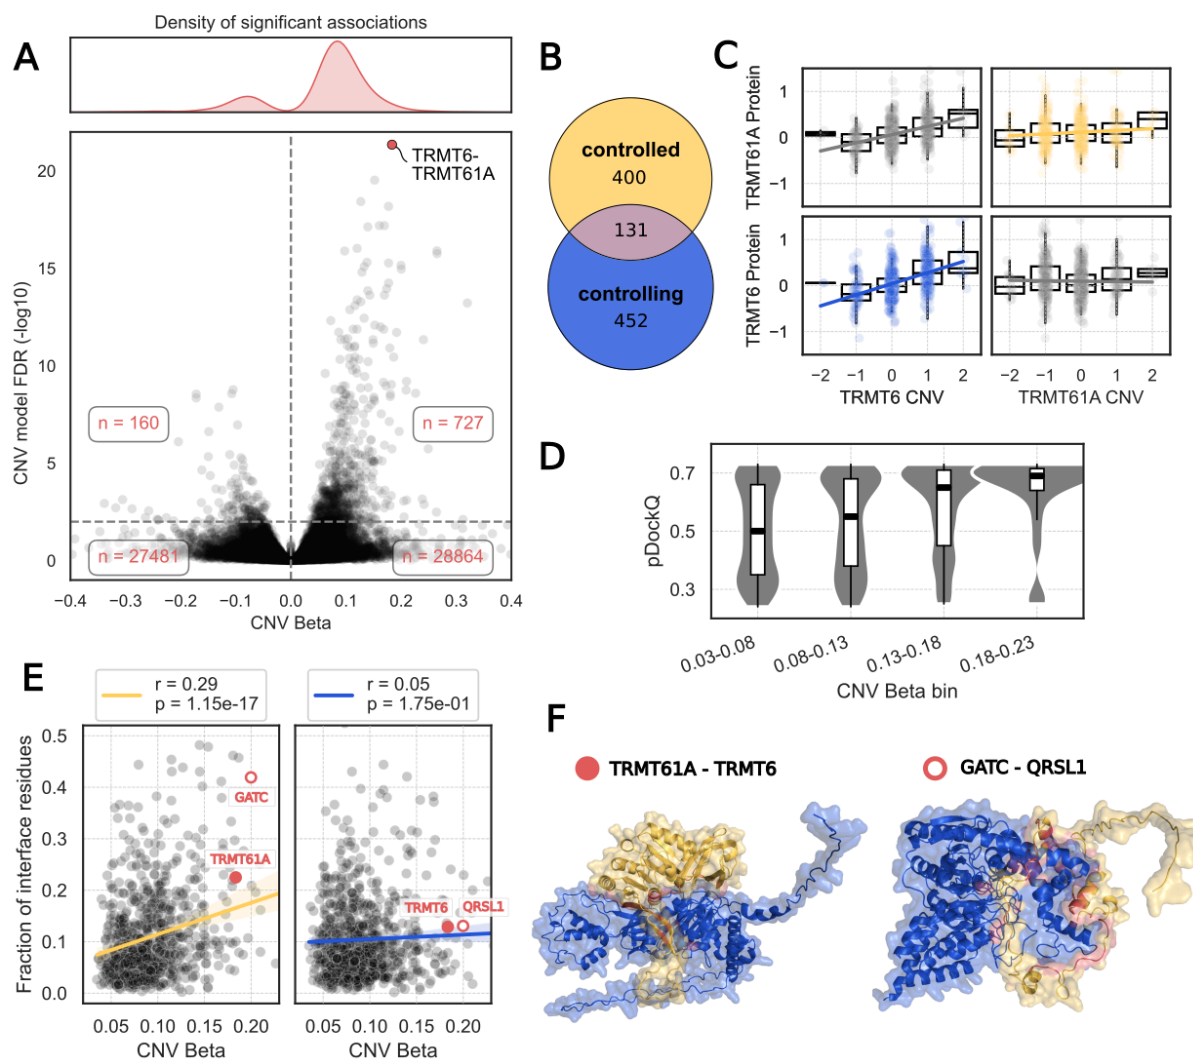 A
Density of significant associations
TRMT6-
TRMT61A
20
15
10
5
0
CNV model FDR (-log10)
n = 160
n = 727
n = 27481
n = 28864
−0.4 −0.3 −0.2 −0.1 0.0 0.1 0.2 0.3 0.4
CNV Beta
B
controlled
400
131
controlling
452
C
TRMT61A Protein
1
0
−1
TRMT6 Protein
1
0
−1
−2 −1 0 1 2
−2 −1 0 1 2
TRMT6 CNV
TRMT61A CNV
D
pDockQ
0.7
0.5
0.3
0.03-0.08
0.08-0.13
0.13-0.18
0.18-0.23
CNV Beta bin
E
r = 0.29
p = 1.15e-17
r = 0.05
p = 1.75e-01
Fraction of interface residues
0.5
0.4
0.3
0.2
0.1
0.0
GATC
TRMT61A
TRMT6
QRSL1
0.05 0.10 0.15 0.20
0.05 0.10 0.15 0.20
CNV Beta
CNV Beta
F
TRMT61A - TRMT6
GATC - QRSL1